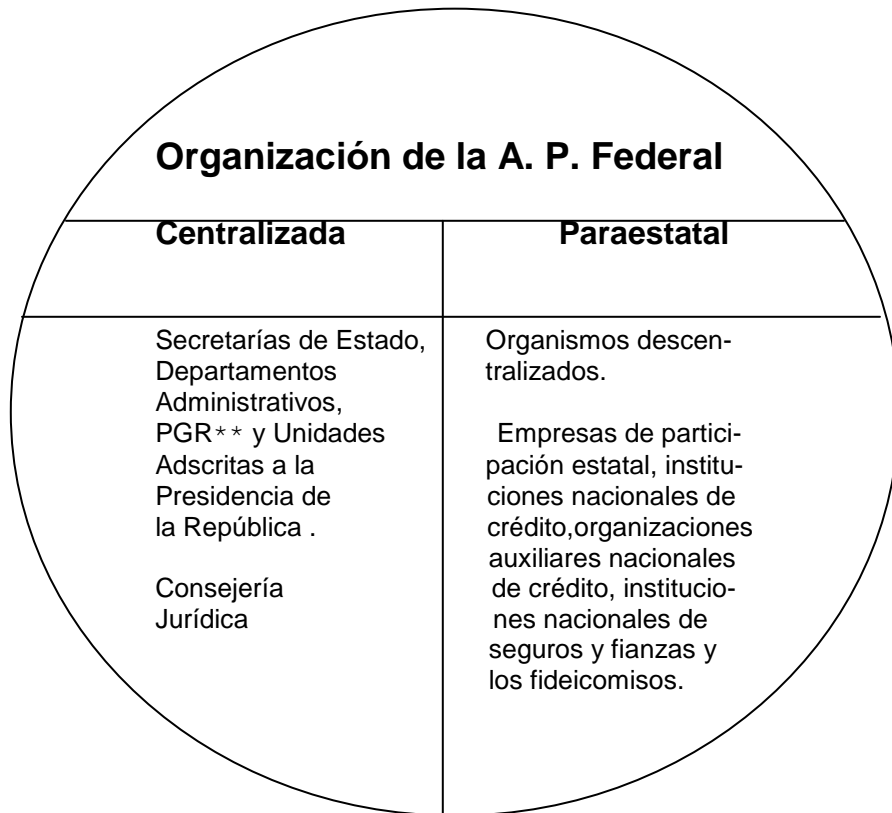 Organización de la A. P. Federal
Centralizada
Paraestatal
Secretarías de Estado,
Departamentos
Administrativos,
PGR** y Unidades
Adscritas a la
Presidencia de
la República .
Consejería
Jurídica
Organismos descen-
tralizados.
Empresas de partici-
pación estatal, institu-
ciones nacionales de
crédito,organizaciones
auxiliares nacionales
de crédito, institucio-
nes nacionales de
seguros y fianzas y
los fideicomisos.